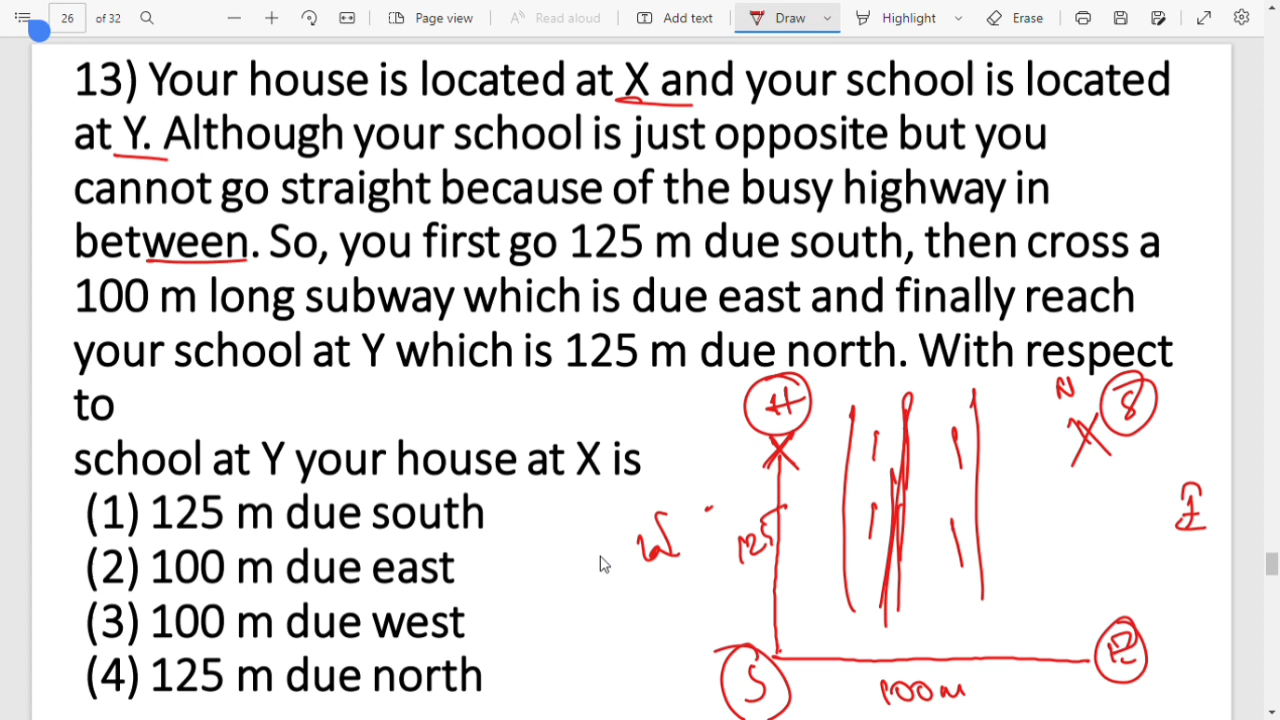 26 of 32 Page view Read aloud Add text Draw Highlight Erase
13) Your house is located at X and your school is located
at Y. Although your school is just opposite but you
cannot go straight because of the busy highway in
between. So, you first go 125 m due south, then cross a
100 m long subway which is due east and finally reach
your school at Y which is 125 m due north. With respect
to
school at Y your house at X is
(1) 125 m due south
(2) 100 m due east
(3) 100 m due west
(4) 125 m due north
H
N
W
125
E
S
100m